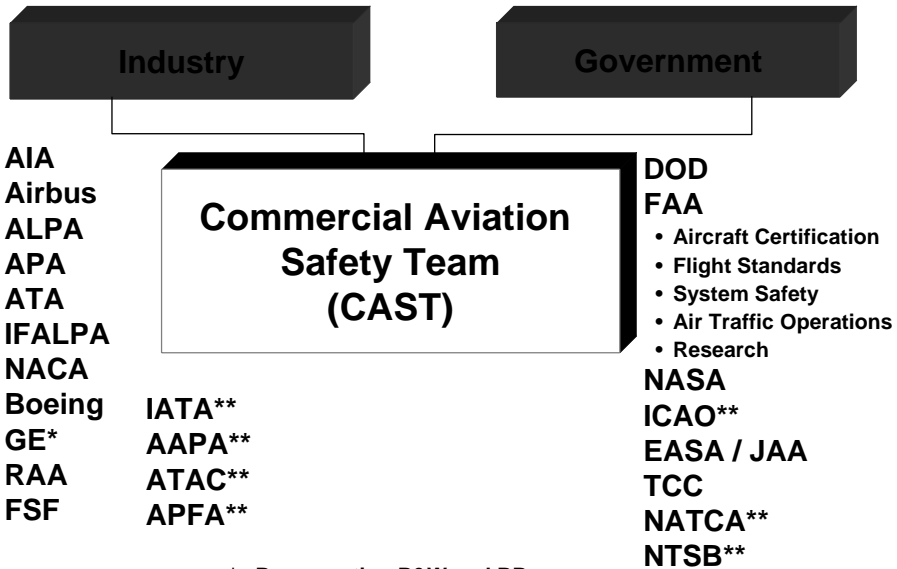 Industry
Government
Commercial Aviation
Safety Team
(CAST)
AIA
Airbus
ALPA
APA
ATA
IFALPA
NACA
Boeing
GE*
RAA
FSF
IATA**
AAPA**
ATAC**
APFA**
DOD
FAA
• Aircraft Certification
• Flight Standards
• System Safety
• Air Traffic Operations
• Research
NASA
ICAO**
EASA / JAA
TCC
NATCA**
NTSB**